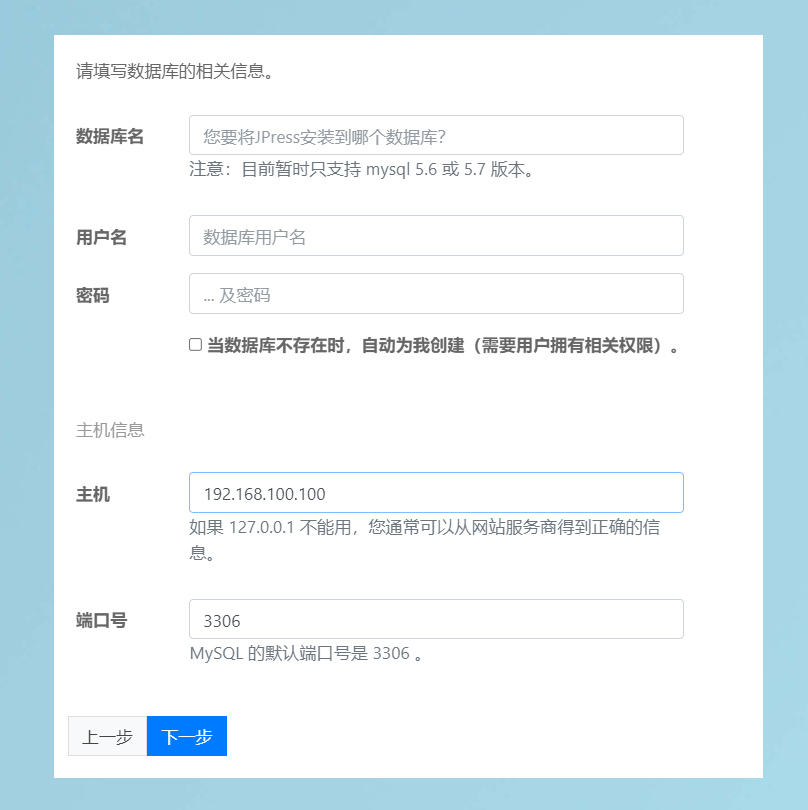 请填写数据库的相关信息。
数据库名
您要将JPress安装到哪个数据库？
注意：目前暂时只支持 mysql 5.6 或 5.7 版本。
用户名
数据库用户名
密码
... 及密码
当数据库不存在时，自动为我创建（需要用户拥有相关权限）。
主机信息
主机
192.168.100.100
如果 127.0.0.1 不能用，您通常可以从网站服务商得到正确的信
息。
端口号
3306
MySQL 的默认端口号是 3306 。
上一步 下一步